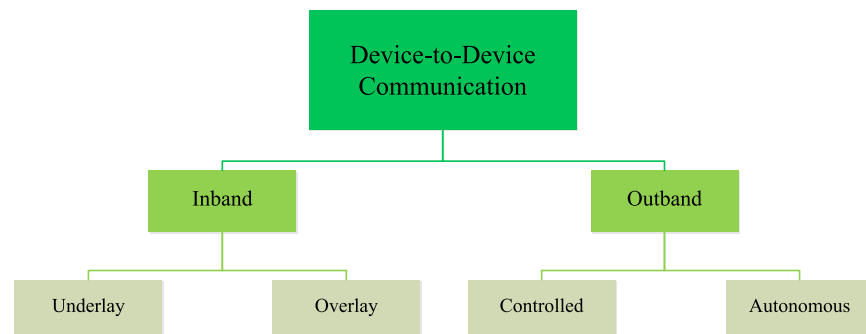 Device-to-Device
Communication
Inband
Outband
Underlay
Overlay
Controlled
Autonomous